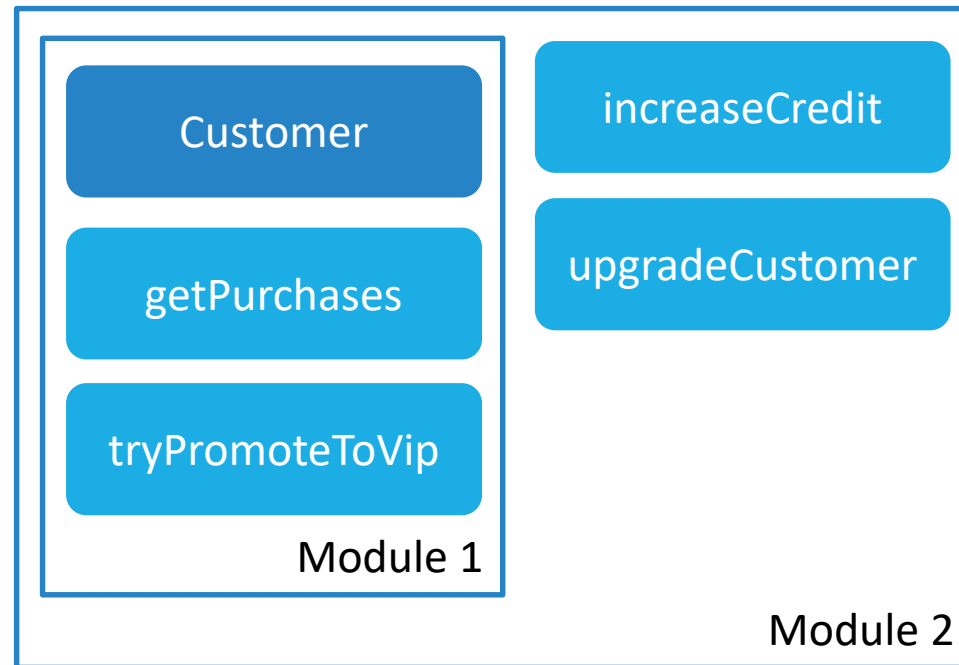 Customer
getPurchases
tryPromoteToVip
Module 1
increaseCredit
upgradeCustomer
Module 2